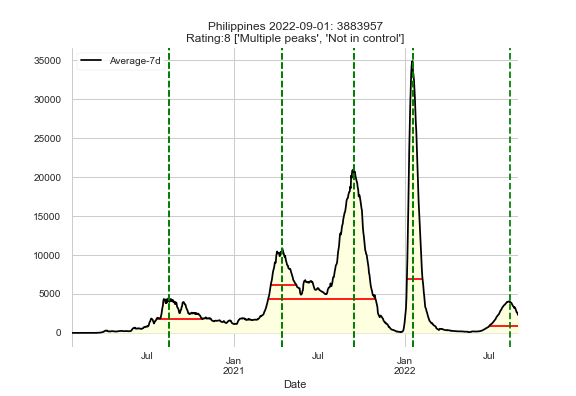 Philippines 2022-09-01: 3883957
Rating:8 ['Multiple peaks', 'Not in control']
Average-7d
35000
30000
25000
20000
15000
10000
5000
0
Jul
Jan
2021
Jul
Jan
2022
Jul
Date